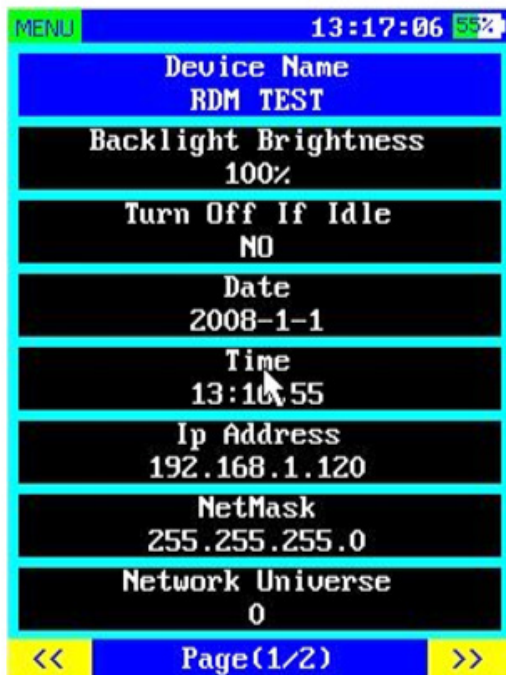 MENU 13:17:06 55%
Device Name
RDM TEST
Backlight Brightness
100%
Turn Off If Idle
NO
Date
2008-1-1
Time
Ip Address
192.168.1.120
NetMask
255.255.255.0
Network Universe
0
<< Page(1/2) >>